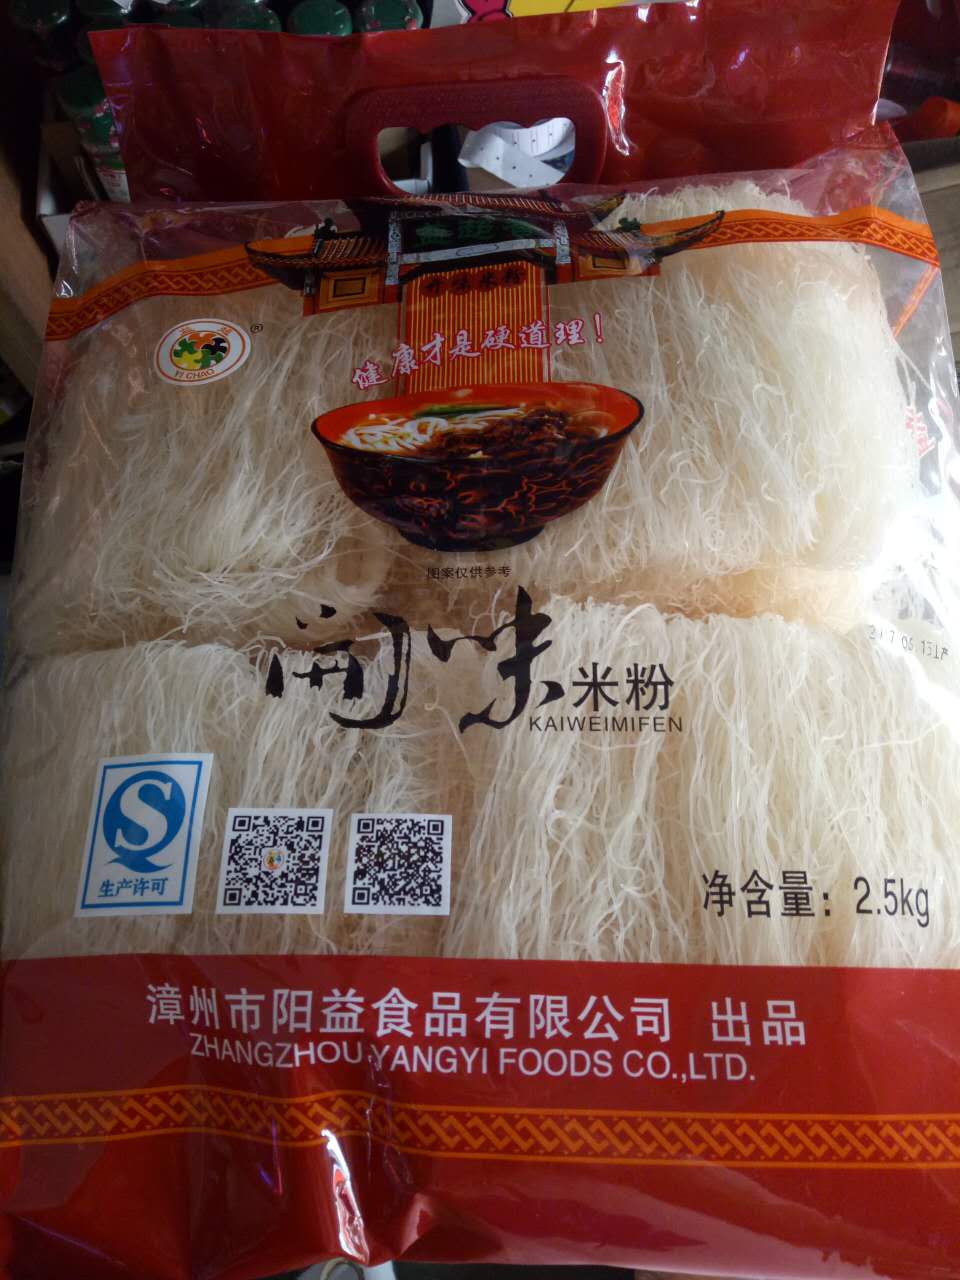 YI CHAO
®
健康才是硬道理!
图案仅供参考
开味米粉
KAIWEIMIFEN
生产许可
净含量: 2.5kg
漳州市阳益食品有限公司 出品
ZHANGZHOU YANGYI FOODS CO.,LTD.